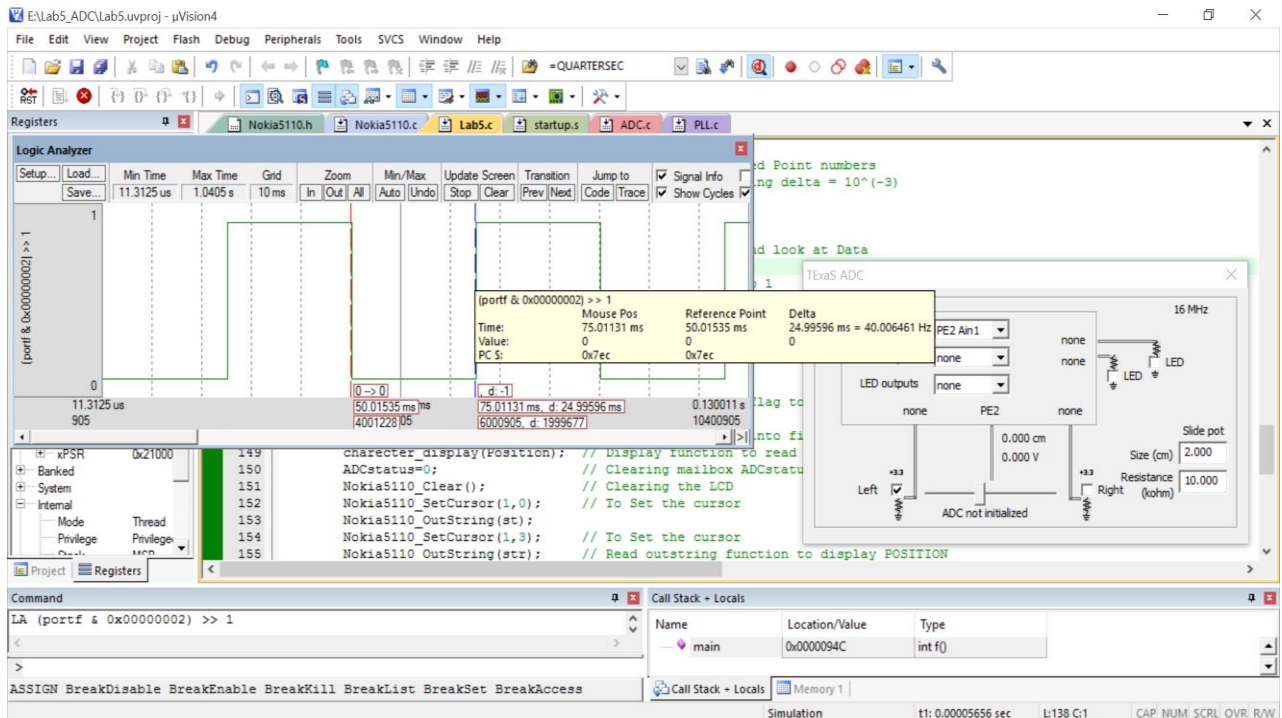 E:\Lab5_ADC\Lab5.uvproj - µVision4
File Edit View Project Flash Debug Peripherals Tools SVCS Window Help
=QUARTERSEC
RST
Registers
Nokia5110.h Nokia5110.c Lab5.c startup.s ADC.c PLL.c
Logic Analyzer
Setup... Load... Min Time Max Time Grid Zoom Min/Max Update Screen Transition Jump to Signal Info
Save... 11.3125 us 1.0405 s 10 ms In Out All Auto Undo Stop Clear Prev Next Code Trace Show Cycles
ed Point numbers
ng delta = 10^(-3)
nd look at Data
1
1
(portf & 0x00000002) >> 1
0
(portf & 0x00000002) >> 1
Mouse Pos Reference Point Delta
Time: 75.01131 ms 50.01535 ms 24.99596 ms = 40.006461 Hz
Value: 0 0 0
PC $: 0x7ec 0x7ec
0 --> 0 , d: -1
11.3125 us 50.01535 ms ms 75.01131 ms, d: 24.99596 ms 0.130011 s
905 4001228 05 6000905, d: 1999677 10400905
lag to
nto fi
TExaS ADC
16 MHz
PE2 Ain1 none
none none
LED
LED
LED outputs none
none PE2 none
0.000 cm
0.000 V
Slide pot
Size (cm) 2.000
+3.3 +3.3
Resistance (kohm) 10.000
Left Right
ADC not initialized
xPSR 0x21000
Banked
System
Internal
Mode Thread
Privilege Privilege
149 charecter_display(Position); // Display function to read
150 ADCstatus=0; // Clearing mailbox ADCstatu
151 Nokia5110_Clear(); // Clearing the LCD
152 Nokia5110_SetCursor(1,0); // To Set the cursor
153 Nokia5110_OutString(st);
154 Nokia5110_SetCursor(1,3); // To Set the cursor
155 Nokia5110_OutString(str); // Read outstring function to display POSITION
Project Registers
Command
LA (portf & 0x00000002) >> 1
>
ASSIGN BreakDisable BreakEnable BreakKill BreakList BreakSet BreakAccess
Call Stack + Locals
Name Location/Value Type
main 0x0000094C int f()
Call Stack + Locals Memory 1
Simulation t1: 0.00005656 sec L:138 C:1 CAP NUM SCRL OVR R/W